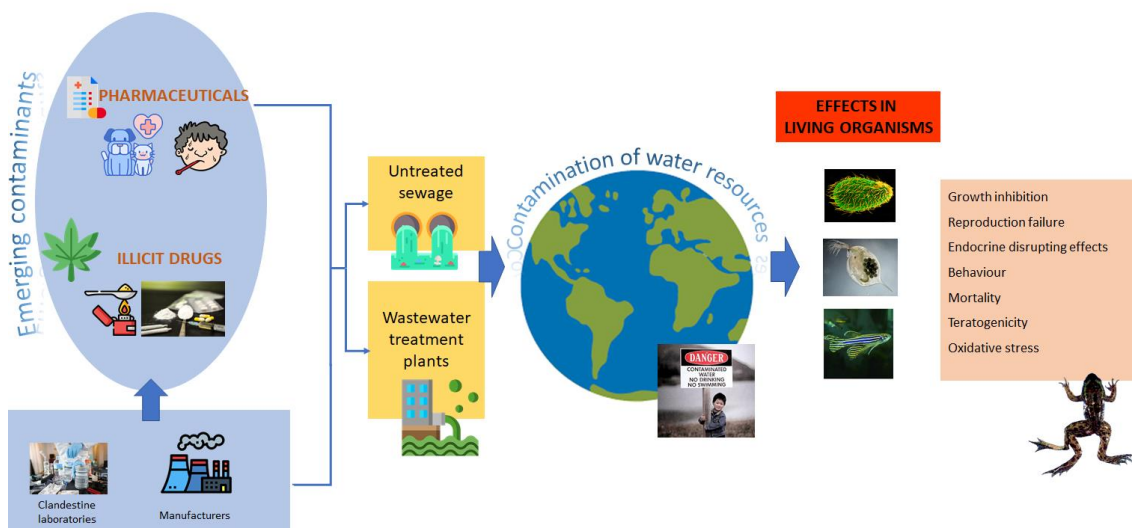 Emerging contaminants
PHARMACEUTICALS
ILLICIT DRUGS
Clandestine
laboratories
Manufacturers
Untreated
sewage
Wastewater
treatment
plants
Contamination of water resources
DANGER
CONTAMINATED
WATER
NO DRINKING
NO SWIMMING
EFFECTS IN
LIVING ORGANISMS
Growth inhibition
Reproduction failure
Endocrine disrupting effects
Behaviour
Mortality
Teratogenicity
Oxidative stress